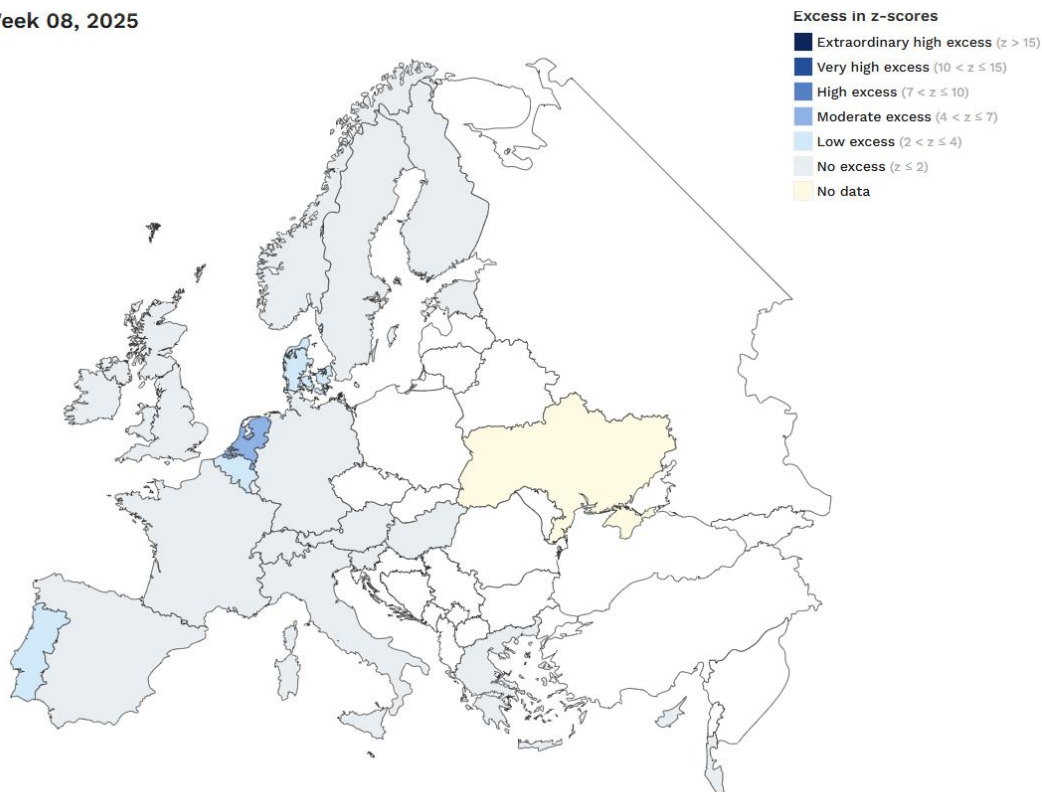 eek 08, 2025
Excess in z-scores
Extraordinary high excess (z > 15)
Very high excess (10 < z ≤ 15)
High excess (7 < z ≤ 10)
Moderate excess (4 < z ≤ 7)
Low excess (2 < z ≤ 4)
No excess (z ≤ 2)
No data